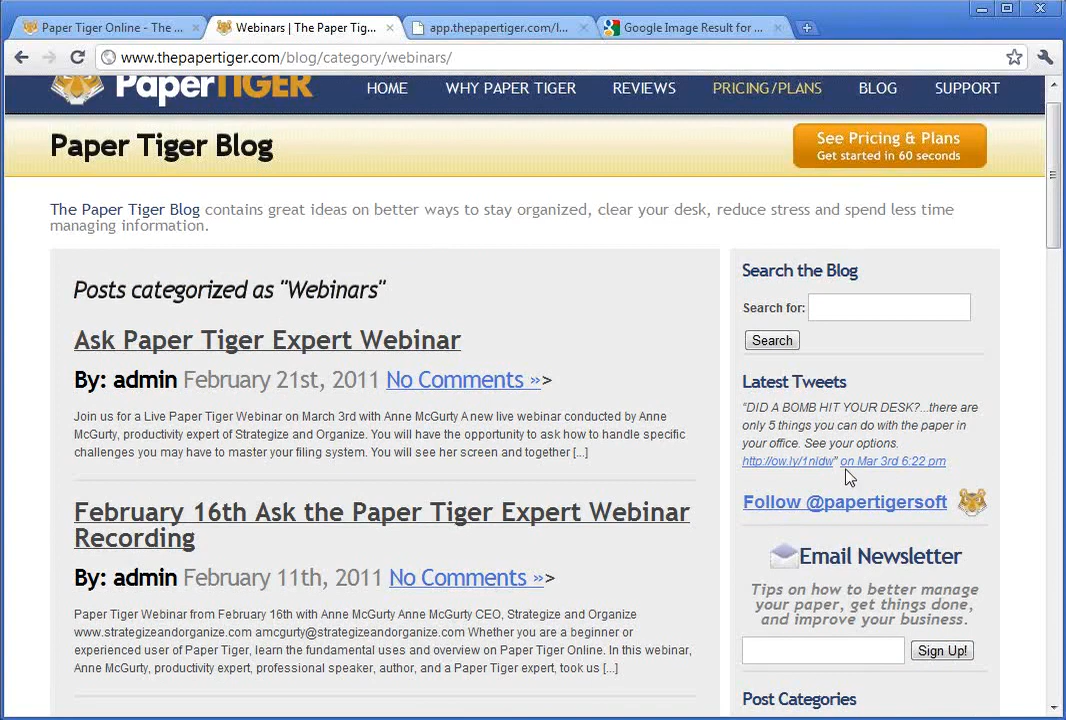 Paper Tiger Online - The ...
Webinars | The Paper Tig...
app.thepapertiger.com/l...
Google Image Result for ...
www.thepapertiger.com/blog/category/webinars/
PaperTIGER
HOME
WHY PAPER TIGER
REVIEWS
PRICING/PLANS
BLOG
SUPPORT
Paper Tiger Blog
See Pricing & Plans
Get started in 60 seconds
The Paper Tiger Blog contains great ideas on better ways to stay organized, clear your desk, reduce stress and spend less time
managing information.
Posts categorized as "Webinars"
Ask Paper Tiger Expert Webinar
By: admin February 21st, 2011 No Comments »>
Join us for a Live Paper Tiger Webinar on March 3rd with Anne McGurty A new live webinar conducted by Anne
McGurty, productivity expert of Strategize and Organize. You will have the opportunity to ask how to handle specific
challenges you may have to master your filing system. You will see her screen and together [...]
February 16th Ask the Paper Tiger Expert Webinar
Recording
By: admin February 11th, 2011 No Comments »>
Paper Tiger Webinar from February 16th with Anne McGurty Anne McGurty CEO, Strategize and Organize
www.strategizeandorganize.com amcgurty@strategizeandorganize.com Whether you are a beginner or
experienced user of Paper Tiger, learn the fundamental uses and overview on Paper Tiger Online. In this webinar,
Anne McGurty, productivity expert, professional speaker, author, and a Paper Tiger expert, took us [...]
Search the Blog
Search for:
Search
Latest Tweets
"DID A BOMB HIT YOUR DESK?...there are
only 5 things you can do with the paper in
your office. See your options.
http://ow.ly/1nIdw" on Mar 3rd 6:22 pm
Follow @papertigersoft
Email Newsletter
Tips on how to better manage
your paper, get things done,
and improve your business.
Sign Up!
Post Categories